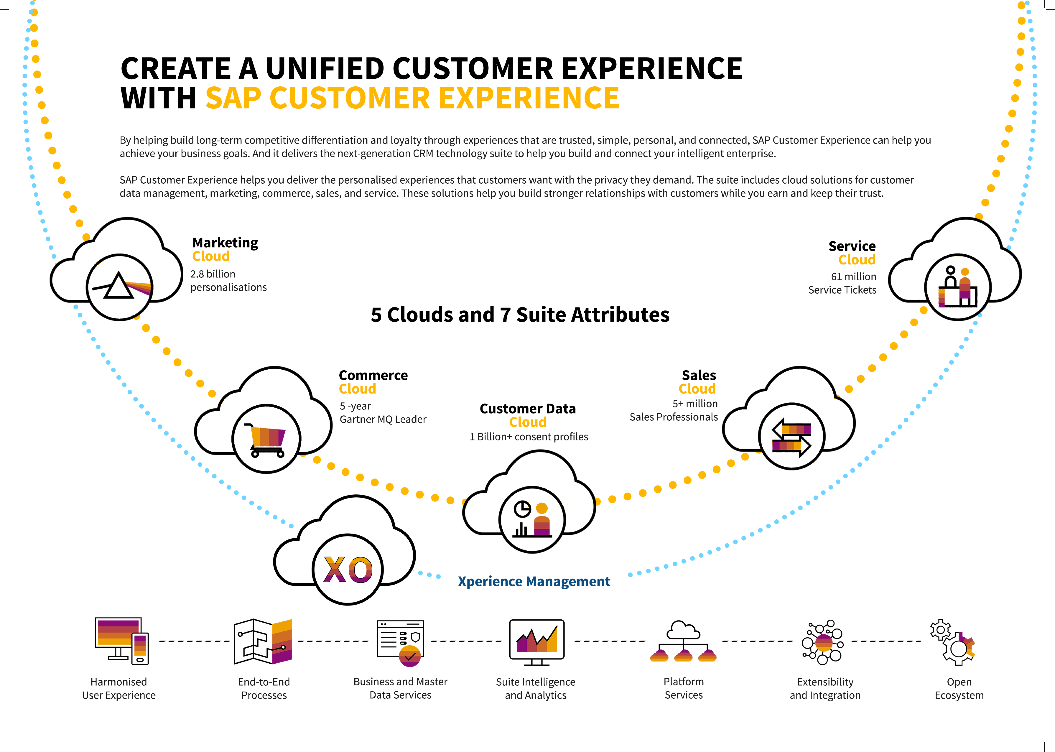 CREATE A UNIFIED CUSTOMER EXPERIENCE
WITH SAP CUSTOMER EXPERIENCE
By helping build long-term competitive differentiation and loyalty through experiences that are trusted, simple, personal, and connected, SAP Customer Experience can help you
achieve your business goals. And it delivers the next-generation CRM technology suite to help you build and connect your intelligent enterprise.
SAP Customer Experience helps you deliver the personalised experiences that customers want with the privacy they demand. The suite includes cloud solutions for customer
data management, marketing, commerce, sales, and service. These solutions help you build stronger relationships with customers while you earn and keep their trust.
Marketing
Cloud
2.8 billion
personalisations
Service
Cloud
61 million
Service Tickets
5 Clouds and 7 Suite Attributes
Commerce
Cloud
5 -year
Gartner MQ Leader
Customer Data
Cloud
1 Billion+ consent profiles
Sales
Cloud
5+ million
Sales Professionals
XO
Xperience Management
Harmonised
User Experience
End-to-End
Processes
Business and Master
Data Services
Suite Intelligence
and Analytics
Platform
Services
Extensibility
and Integration
Open
Ecosystem